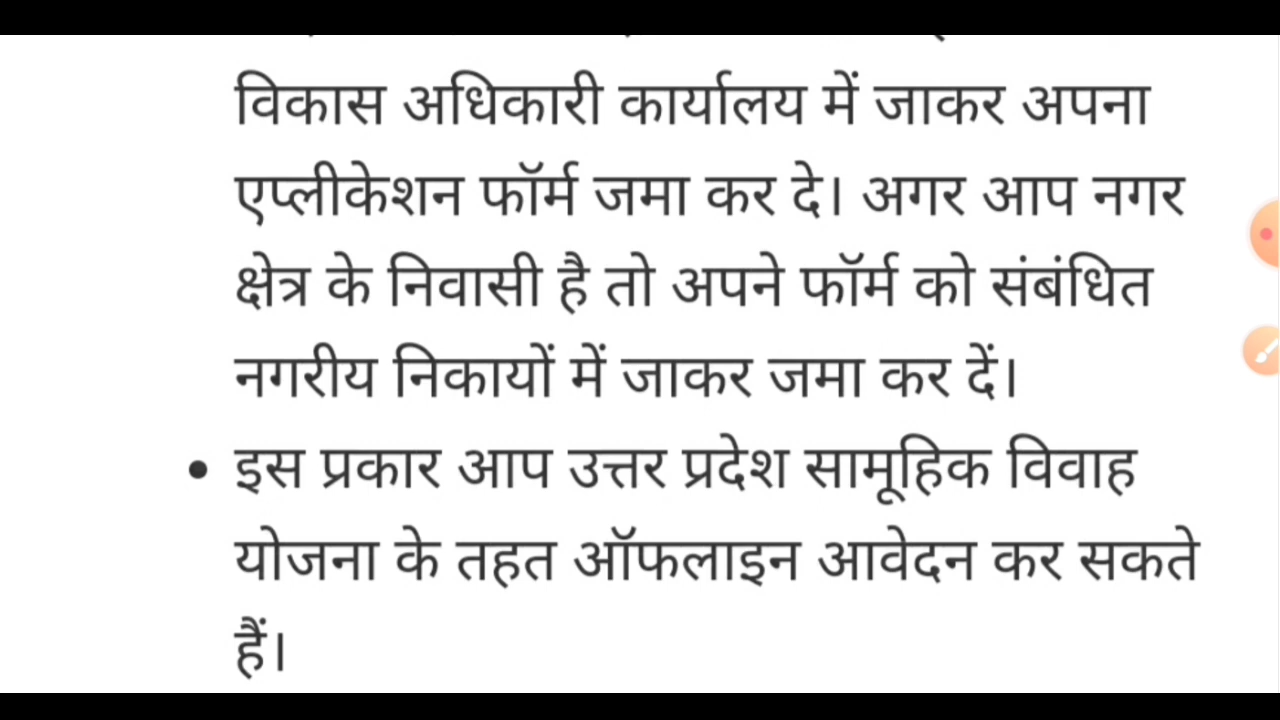 विकास अधिकारी कार्यालय में जाकर अपना
एप्लीकेशन फॉर्म जमा कर दे। अगर आप नगर
क्षेत्र के निवासी है तो अपने फॉर्म को संबंधित
नगरीय निकायों में जाकर जमा कर दें।
• इस प्रकार आप उत्तर प्रदेश सामूहिक विवाह
योजना के तहत ऑफलाइन आवेदन कर सकते
हैं।